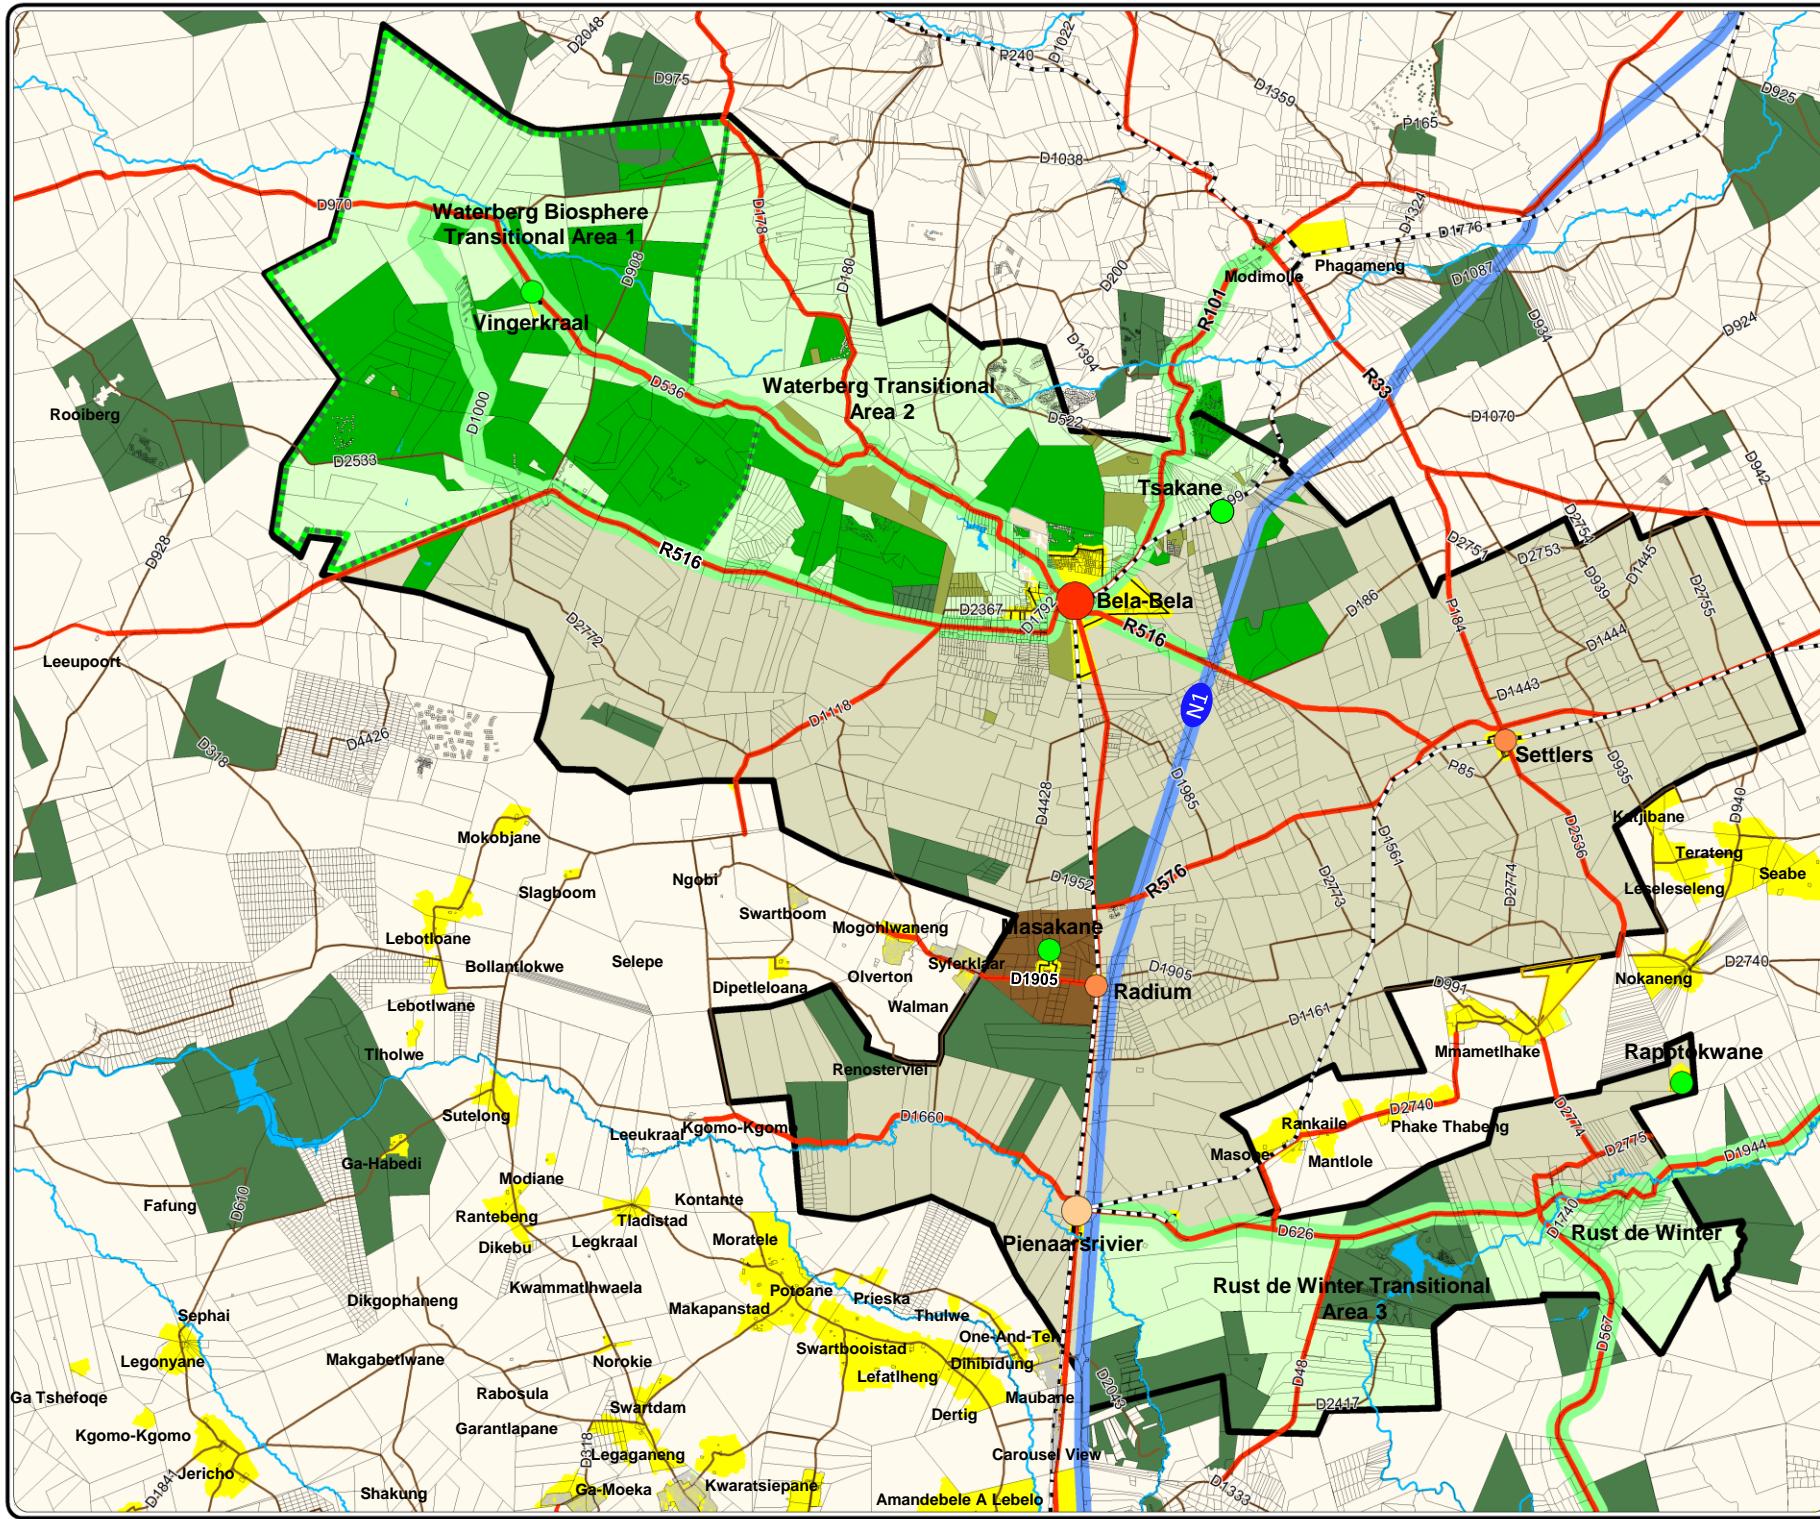 D2048
D1022
P240
D975
D925
D1359
P165
D1038
D970
Waterberg Biosphere
Transitional Area 1
D1178
D1324
D1776
D180
D908
D200
Modimolle
Phagameng
D1087
R101
Vingerkraal
D934
D924
D1394
D536
Waterberg Transitional
Area 2
R33
Rooiberg
D1000
D522
D1070
D2533
D942
Tsakane
99
D2754
D928
R516
D2751
D2753
D1445
D939
D2755
D2367
D1792
Bela-Bela
D186
P184
D2772
R516
D1444
Leeupoort
D1443
N1
D1118
D318
D4426
Settlers
P85
D935
D1985
D4428
D940
Katjibane
Mokobjane
D1561
D2536
Terateng
Seabe
Ngobi
D1952
R576
D2773
D2774
Leseleseleng
Slagboom
Swartboom
Mogohlwaneng
Masakane
Lebotloane
Bollantlokwe
Selepe
Syferklaar
Olverton
D1905
D1905
D2740
Nokaneng
Dipetleloana
Radium
D991
Lebotlwane
Walman
D1161
Tlholwe
Mmametlhake
Rapotokwane
Renostervlei
Sutelong
D1660
D2740
Leeukraal
Kgomo-Kgomo
Rankaile
Phake Thabeng
D2774
Ga-Habedi
Masobe
Mantlole
D2775
D1944
Modiane
Fafung
D610
Kontante
Rantebeng
Tladistad
D1740
Dikebu
Legkraal
Moratele
Pienaarsrivier
D626
Rust de Winter
Kwammatlhwaela
Potoane
Prieska
Rust de Winter Transitional
Area 3
Dikgophaneng
Makapanstad
Sephai
Thulwe
One-And-Ten
D567
Legonyane
Makgabetlwane
Norokie
Swartbooistad
Dihibidung
Lefatlheng
D48
Ga Tshefoqe
Rabosula
Swartdam
Maubane
D2043
D2417
Garantlapane
Dertig
Kgomo-Kgomo
D318
Legaganeng
Carousel View
Jericho
D1841
Shakung
Ga-Moeka
Kwaratsiepane
Amandebele A Lebelo
D1333